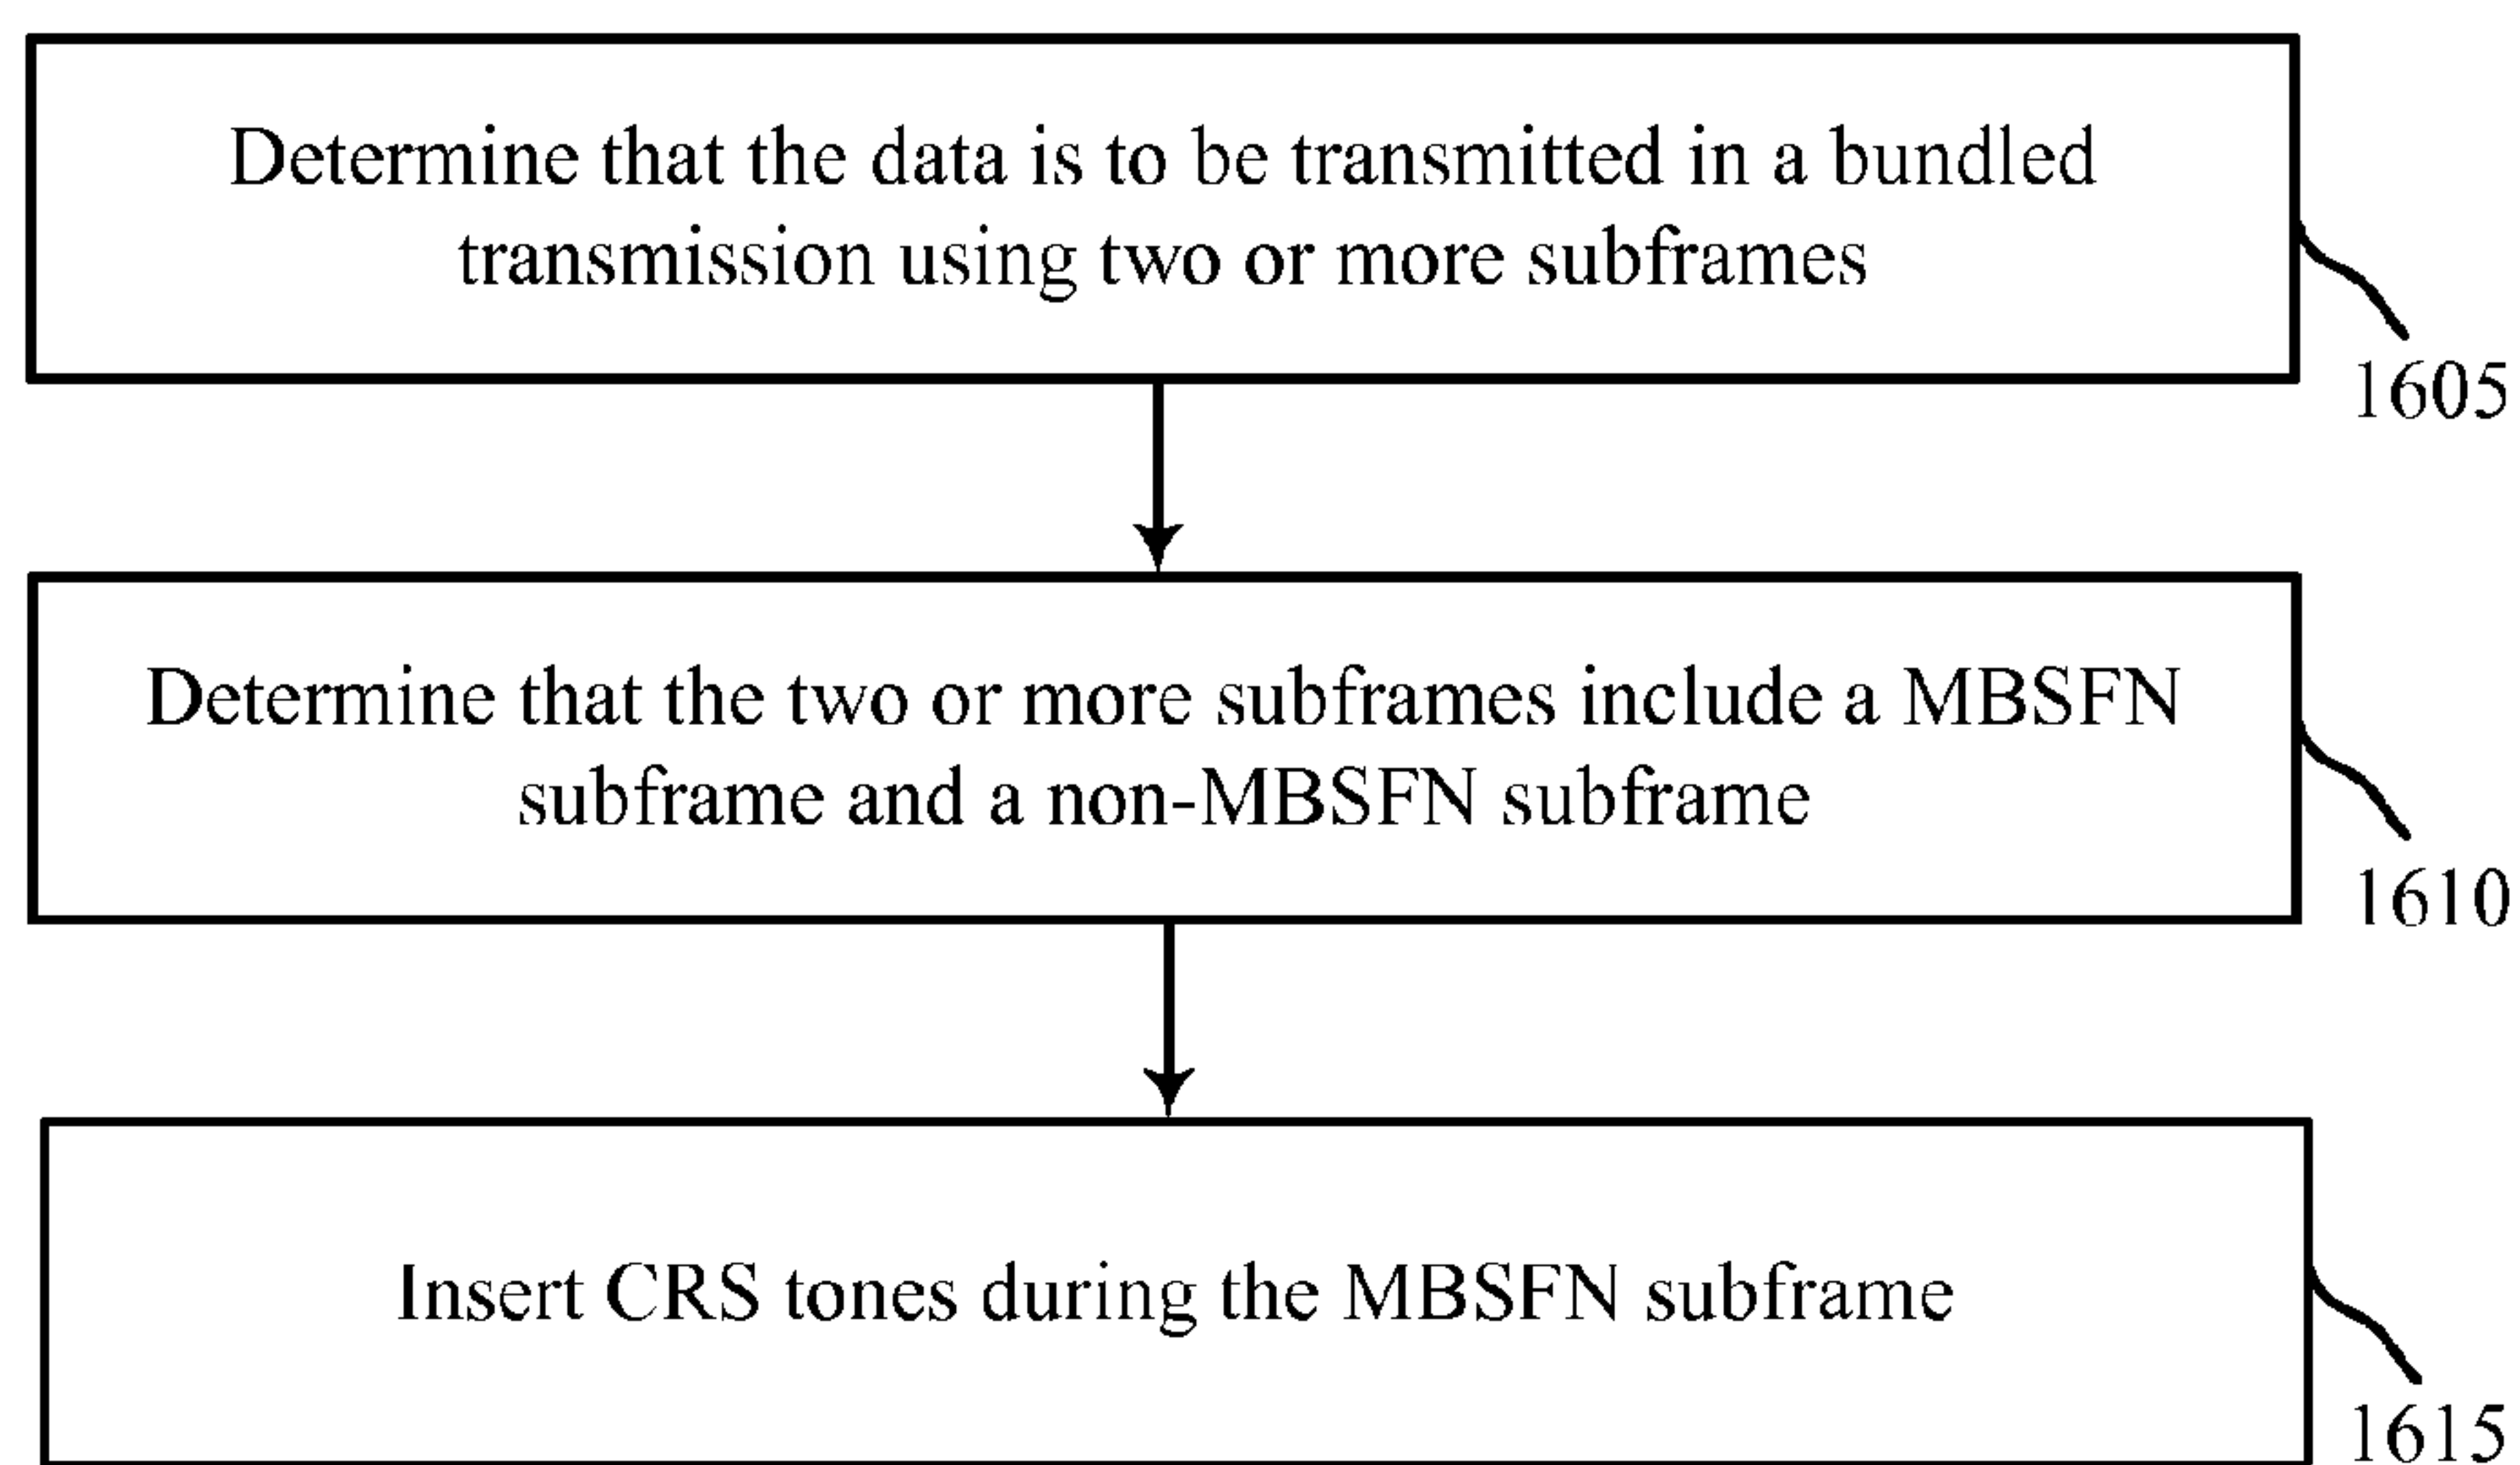 Determine that the data is to be transmitted in a bundled
transmission using two or more subframes
1605
Determine that the two or more subframes include a MBSFN
subframe and a non-MBSFN subframe
1610
Insert CRS tones during the MBSFN subframe
1615